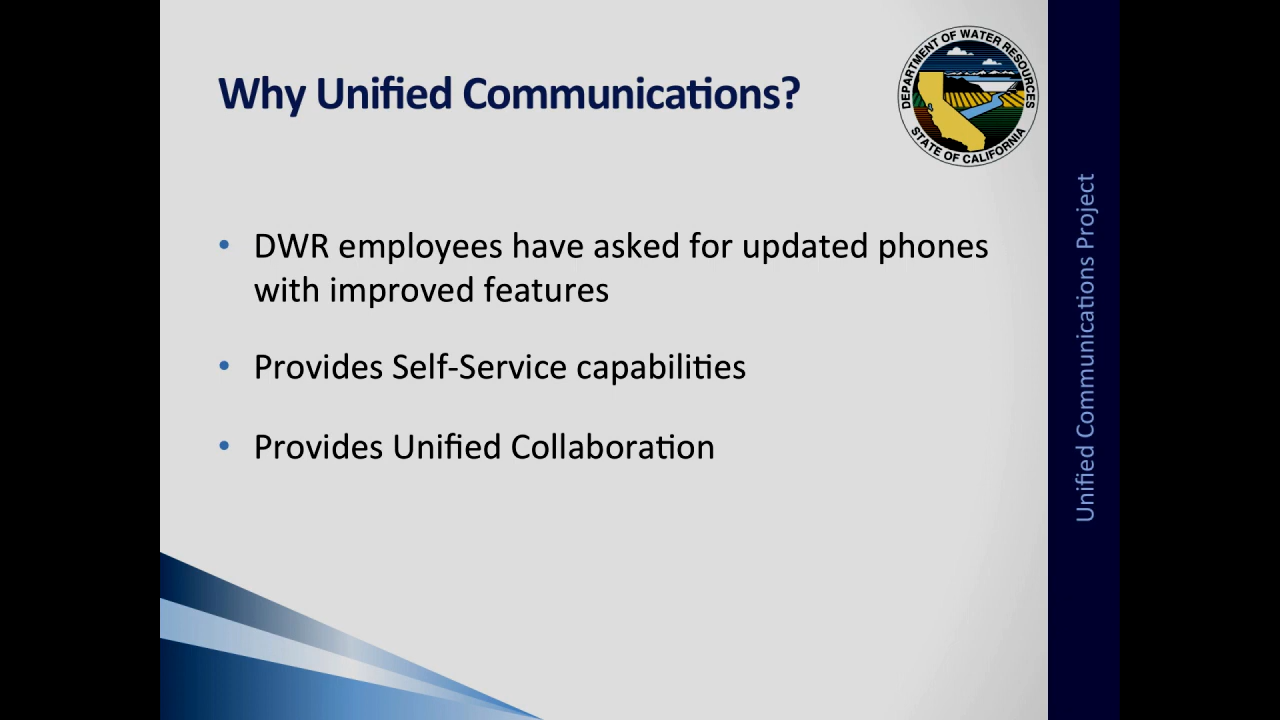 Why Unified Communications?
DEPARTMENT OF WATER RESOURCES
STATE OF CALIFORNIA
• DWR employees have asked for updated phones
with improved features
• Provides Self-Service capabilities
• Provides Unified Collaboration
Unified Communications Project